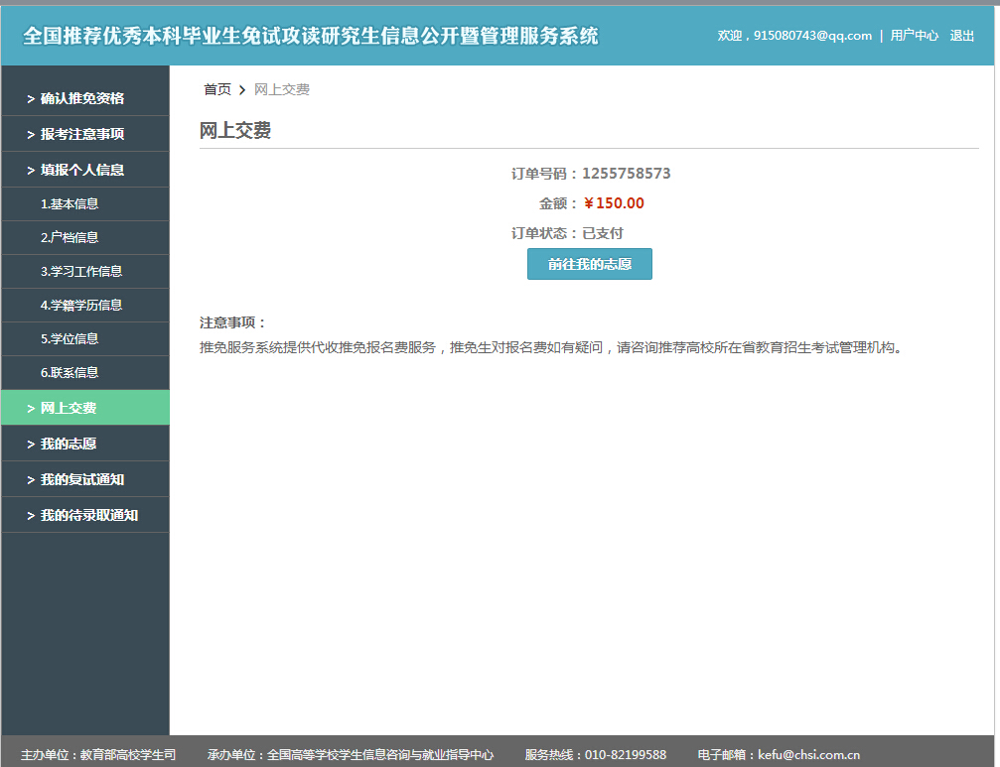 全国推荐优秀本科毕业生免试攻读研究生信息公开暨管理服务系统
欢迎，915080743@qq.com | 用户中心 退出
> 确认推免资格
> 报考注意事项
> 填报个人信息
1.基本信息
2.户档信息
3.学习工作信息
4.学籍学历信息
5.学位信息
6.联系信息
> 网上交费
> 我的志愿
> 我的复试通知
> 我的待录取通知
首页 > 网上交费
网上交费
订单号码：1255758573
金额：￥150.00
订单状态：已支付
前往我的志愿
注意事项：
推免服务系统提供代收推免报名费服务，推免生对报名费如有疑问，请咨询推荐高校所在省教育招生考试管理机构。
主办单位：教育部高校学生司 承办单位：全国高等学校学生信息咨询与就业指导中心 服务热线：010-82199588 电子邮箱：kefu@chsi.com.cn